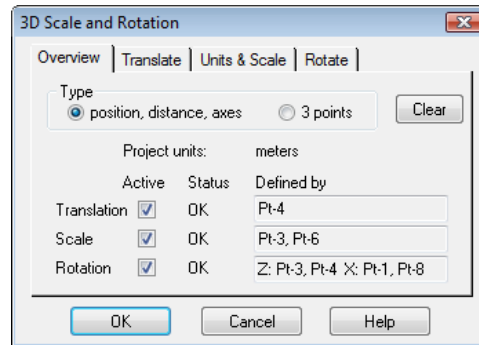 3D Scale and Rotation
Overview Translate Units & Scale Rotate
Type
position, distance, axes 3 points Clear
Project units: meters
Active Status Defined by
Translation OK Pt-4
Scale OK Pt-3, Pt-6
Rotation OK Z: Pt-3, Pt-4 X: Pt-1, Pt-8
OK Cancel Help